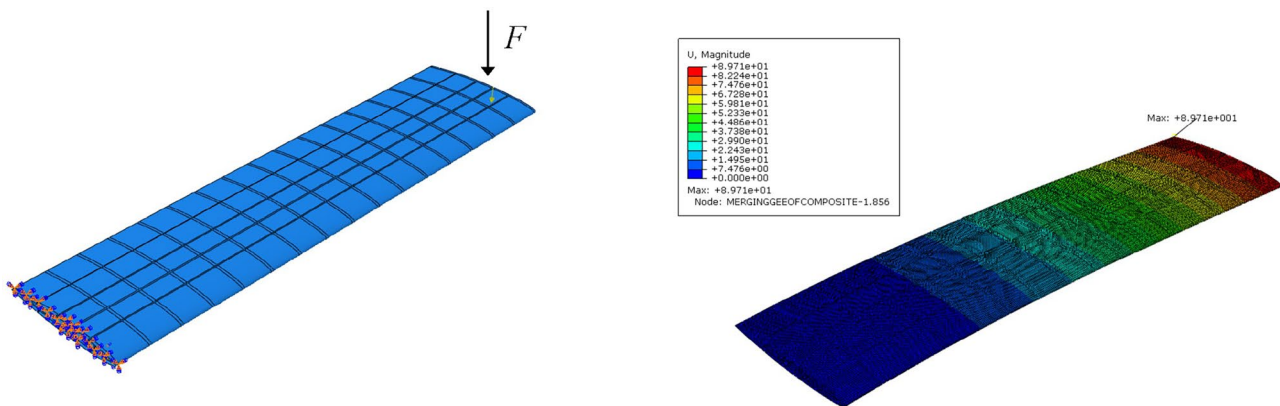 F
U, Magnitude
+8.971e+01
+8.224e+01
+7.476e+01
+6.728e+01
+5.981e+01
+5.233e+01
+4.486e+01
+3.738e+01
+2.990e+01
+2.243e+01
+1.495e+01
+7.476e+00
+0.000e+00
Max: +8.971e+01
Node: MERGINGGEEOFCOMPOSITE-1.856
Max: +8.971e+001